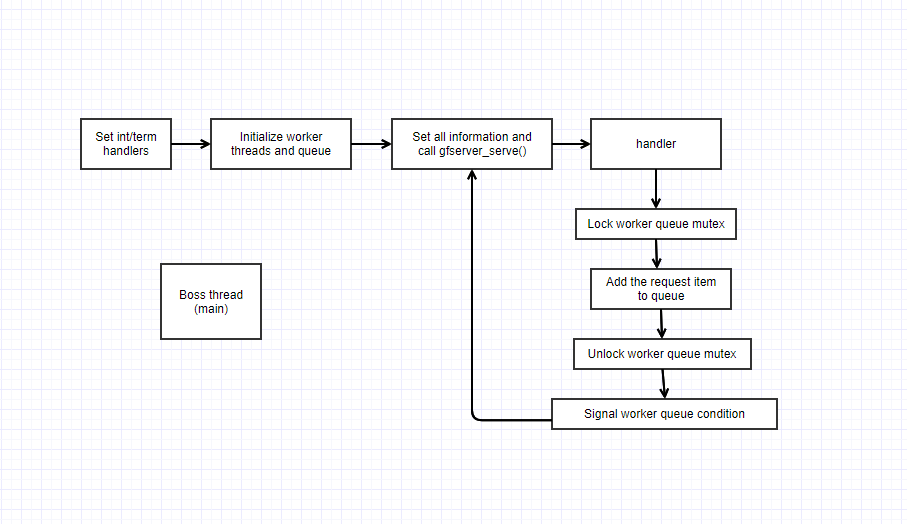 Set int/term
handlers
Initialize worker
threads and queue
Set all information and
call gfserver_serve()
handler
Lock worker queue mutex
Add the request item
to queue
Unlock worker queue mutex
Signal worker queue condition
Boss thread
(main)